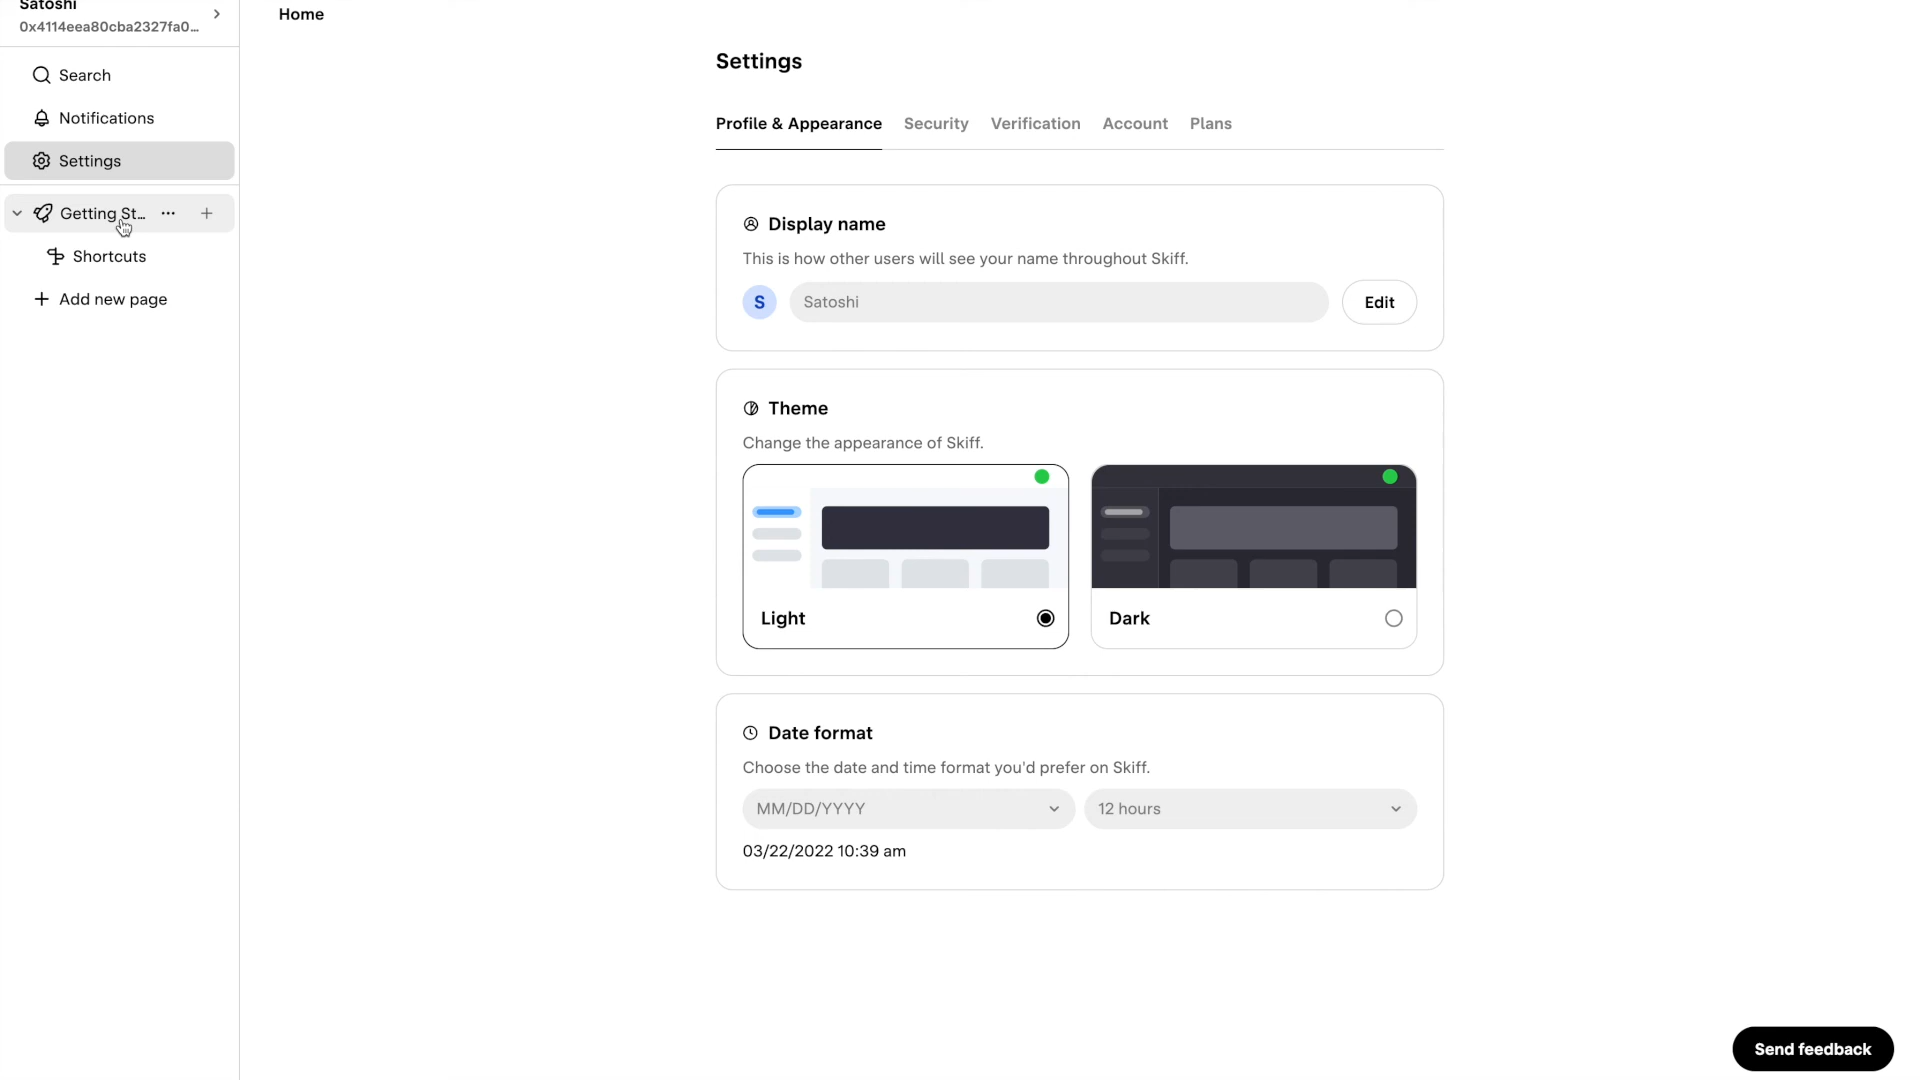 Satoshi
0x4114eea80cba2327fa0...
Search
Notifications
Settings
Getting St...
Shortcuts
Add new page
Home
Settings
Profile & Appearance Security Verification Account Plans
Display name
This is how other users will see your name throughout Skiff.
S Satoshi Edit
Theme
Change the appearance of Skiff.
Light Dark
Date format
Choose the date and time format you'd prefer on Skiff.
MM/DD/YYYY 12 hours
03/22/2022 10:39 am
Send feedback